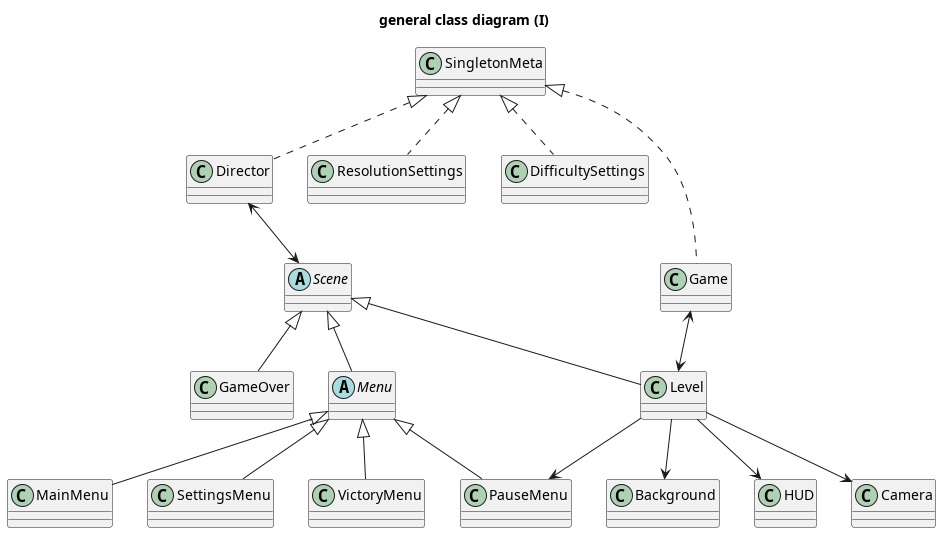 general class diagram (I)
C SingletonMeta
C Director
C ResolutionSettings
C DifficultySettings
A Scene
C Game
C GameOver
A Menu
C Level
C MainMenu
C SettingsMenu
C VictoryMenu
C PauseMenu
C Background
C HUD
C Camera